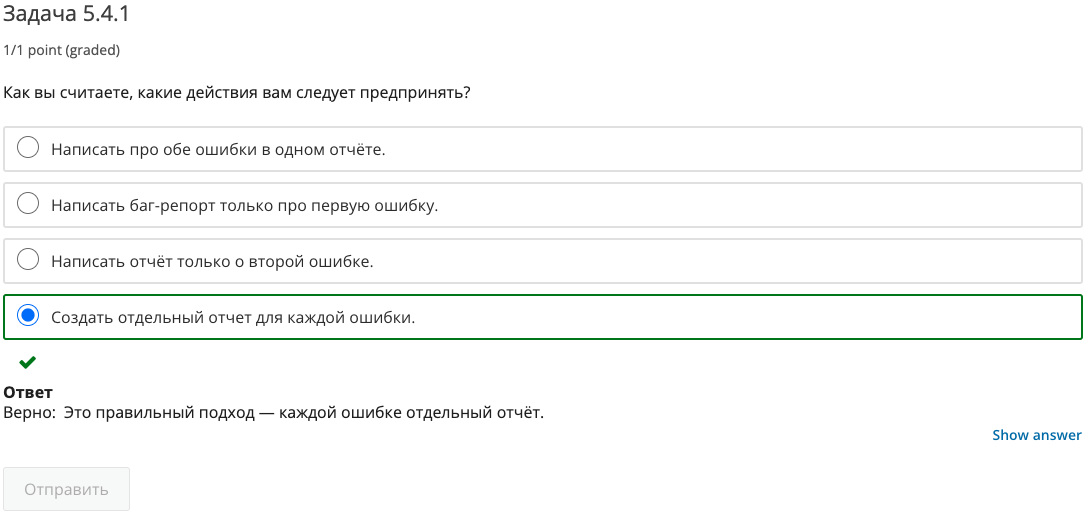 Задача 5.4.1
1/1 point (graded)
Как вы считаете, какие действия вам следует предпринять?
Написать про обе ошибки в одном отчёте.
Написать баг-репорт только про первую ошибку.
Написать отчёт только о второй ошибке.
Создать отдельный отчет для каждой ошибки.
Ответ
Верно: Это правильный подход — каждой ошибке отдельный отчёт.
Show answer
Отправить